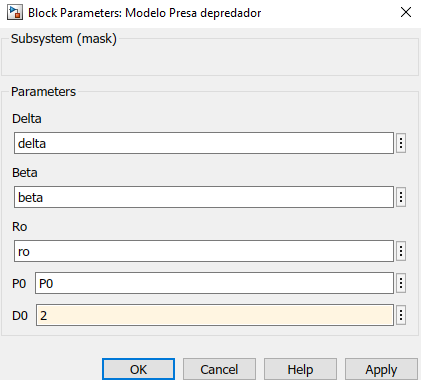 Block Parameters: Modelo Presa depredador
Subsystem (mask)
Parameters
Delta
delta
Beta
beta
Ro
ro
P0 P0
D0 2
OK Cancel Help Apply